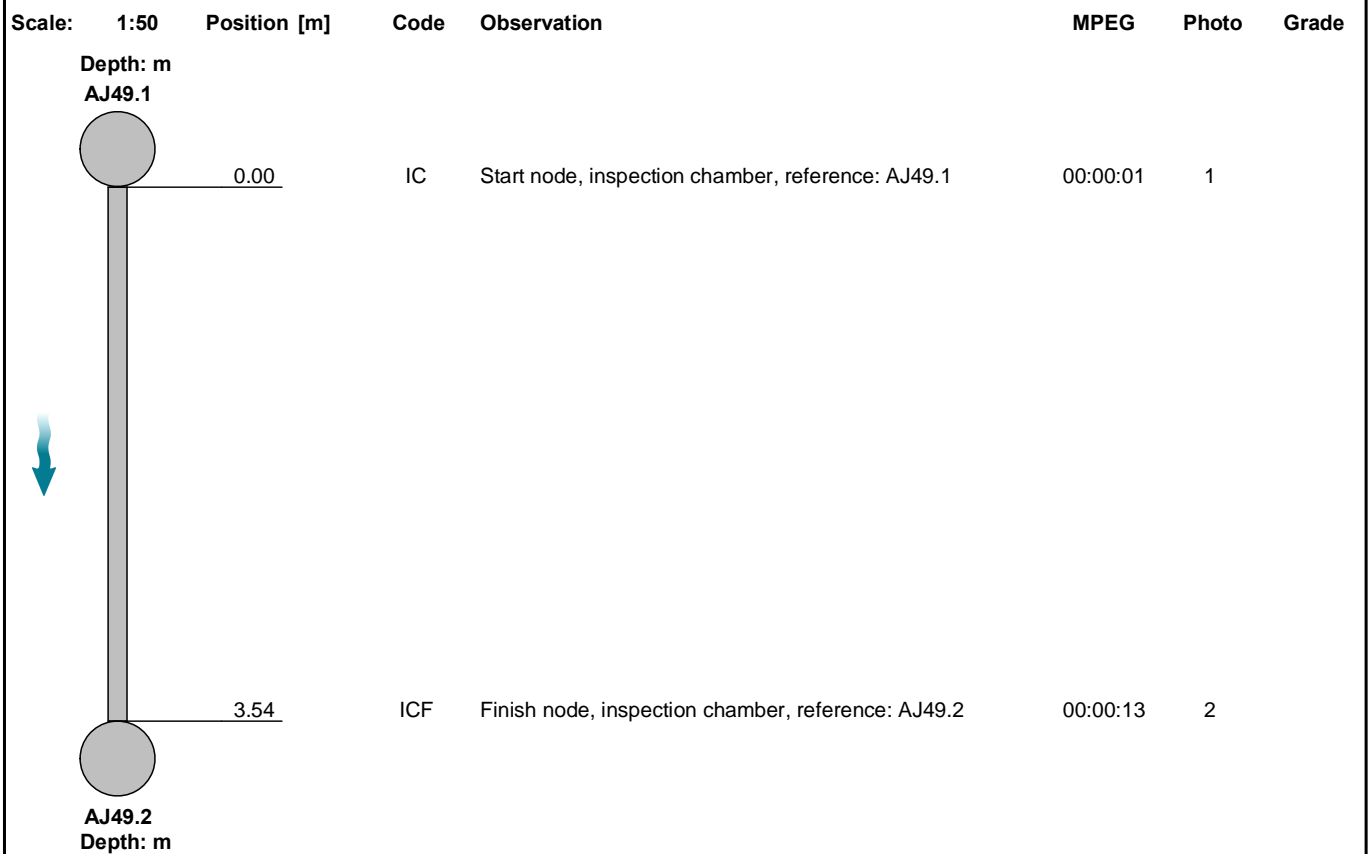 Scale: 1:50 Position [m] Code Observation MPEG Photo Grade
Depth: m
AJ49.1
0.00 IC Start node, inspection chamber, reference: AJ49.1 00:00:01 1
3.54 ICF Finish node, inspection chamber, reference: AJ49.2 00:00:13 2
AJ49.2
Depth: m